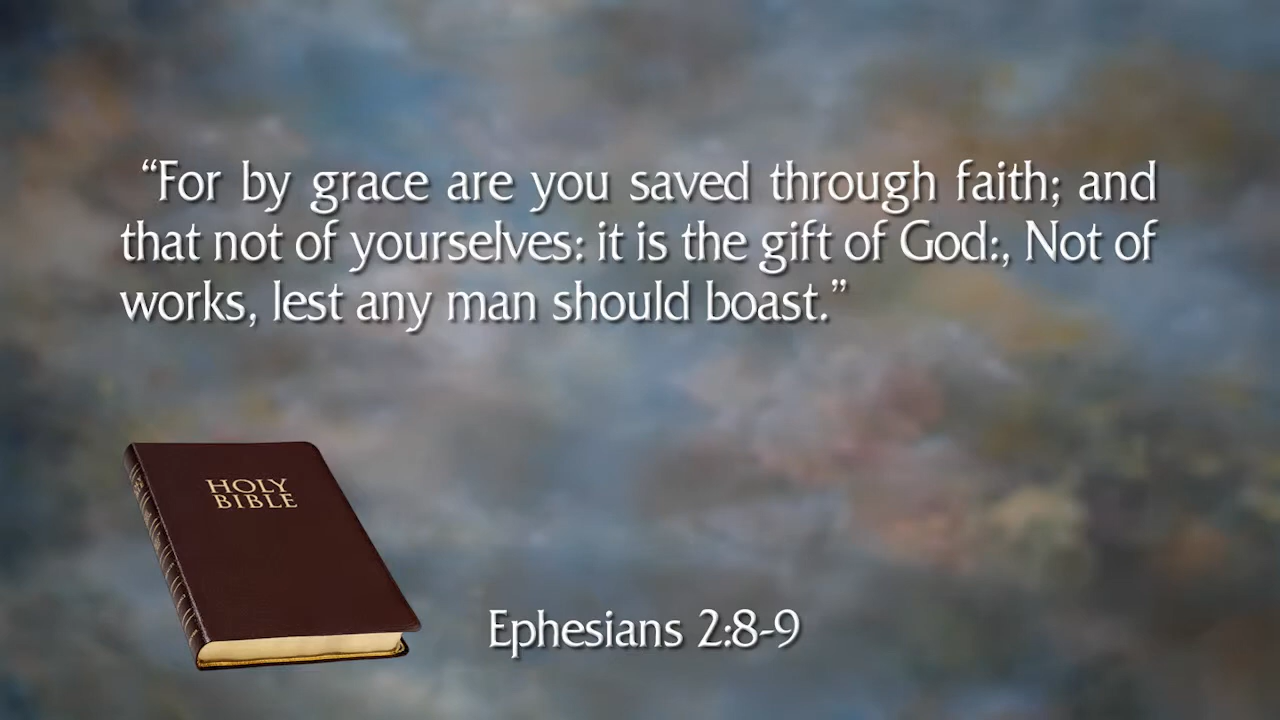 “For by grace are you saved through faith; and
that not of yourselves: it is the gift of God:, Not of
works, lest any man should boast.”
HOLY
BIBLE
Ephesians 2:8-9